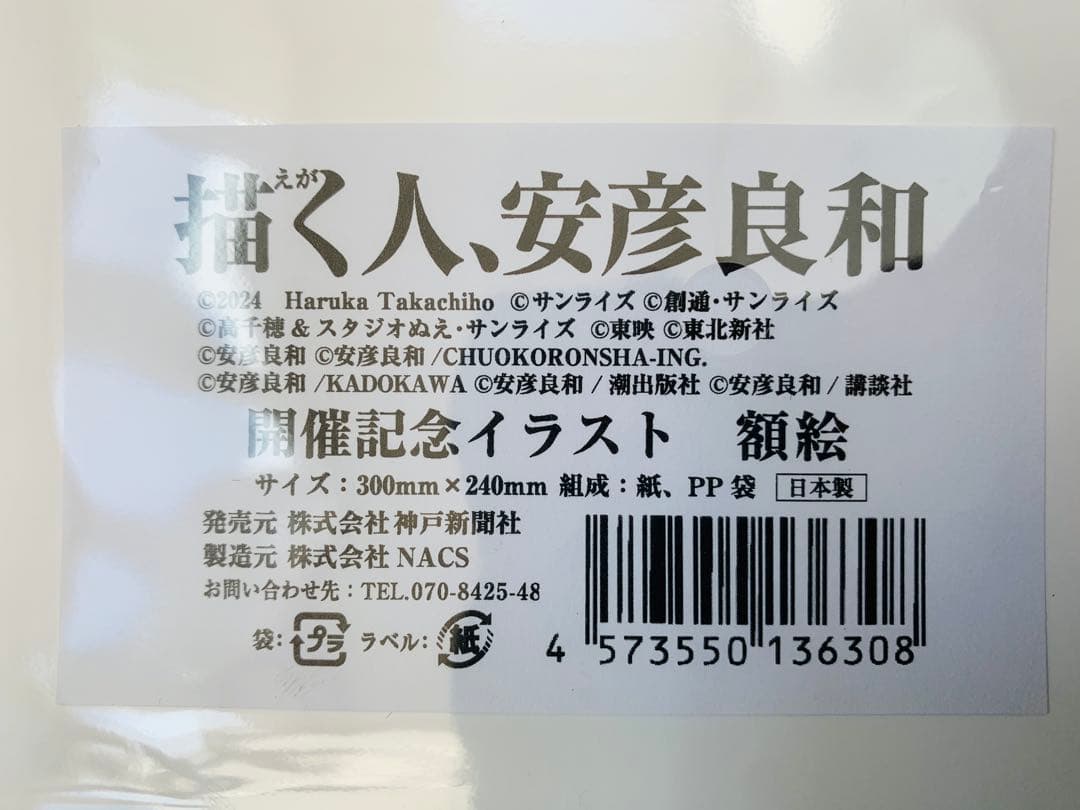 描く人、安彦良和
えが
©2024 Haruka Takachiho ©サンライズ ©創通・サンライズ
©高千穂&スタジオぬえ・サンライズ ©東映 ©東北新社
©安彦良和 ©安彦良和/CHUOKORONSHA-ING.
©安彦良和/KADOKAWA ©安彦良和/潮出版社 ©安彦良和/講談社
開催記念イラスト 額絵
サイズ：300mm×240mm 組成：紙、PP袋 日本製
発売元 株式会社神戸新聞社
製造元 株式会社NACS
お問い合わせ先：TEL.070-8425-48
袋：プラ ラベル：紙
4 573550 136308